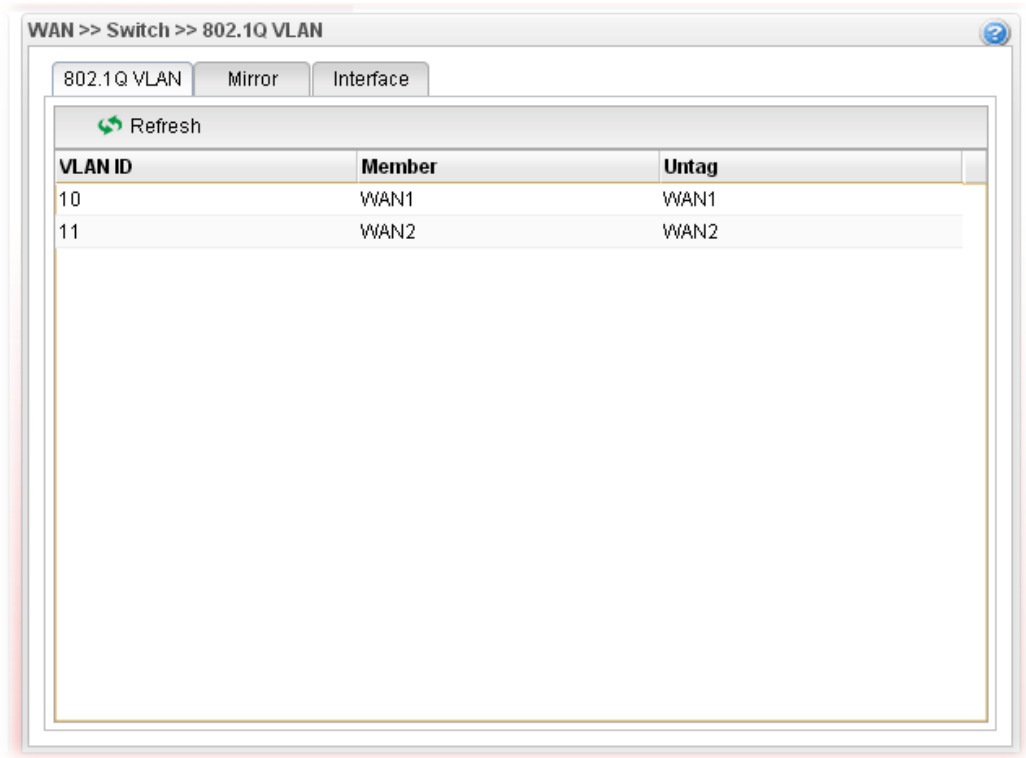 WAN >> Switch >> 802.1Q VLAN
802.1Q VLAN Mirror Interface
Refresh
VLAN ID Member Untag
10 WAN1 WAN1
11 WAN2 WAN2